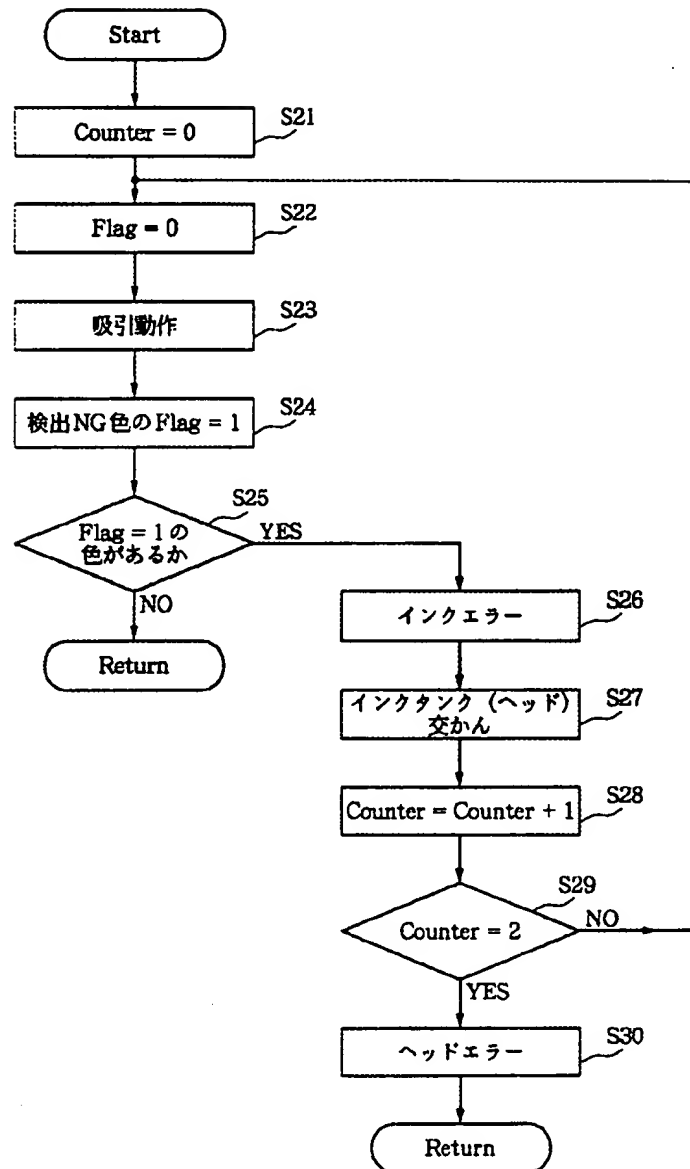 Start
S21
Counter = 0
S22
Flag = 0
S23
吸引動作
S24
検出NG色のFlag = 1
S25
Flag = 1の
色があるか
YES
NO
Return
S26
インクエラー
S27
インクタンク（ヘッド）
交かん
S28
Counter = Counter + 1
S29
Counter = 2
NO
YES
S30
ヘッドエラー
Return